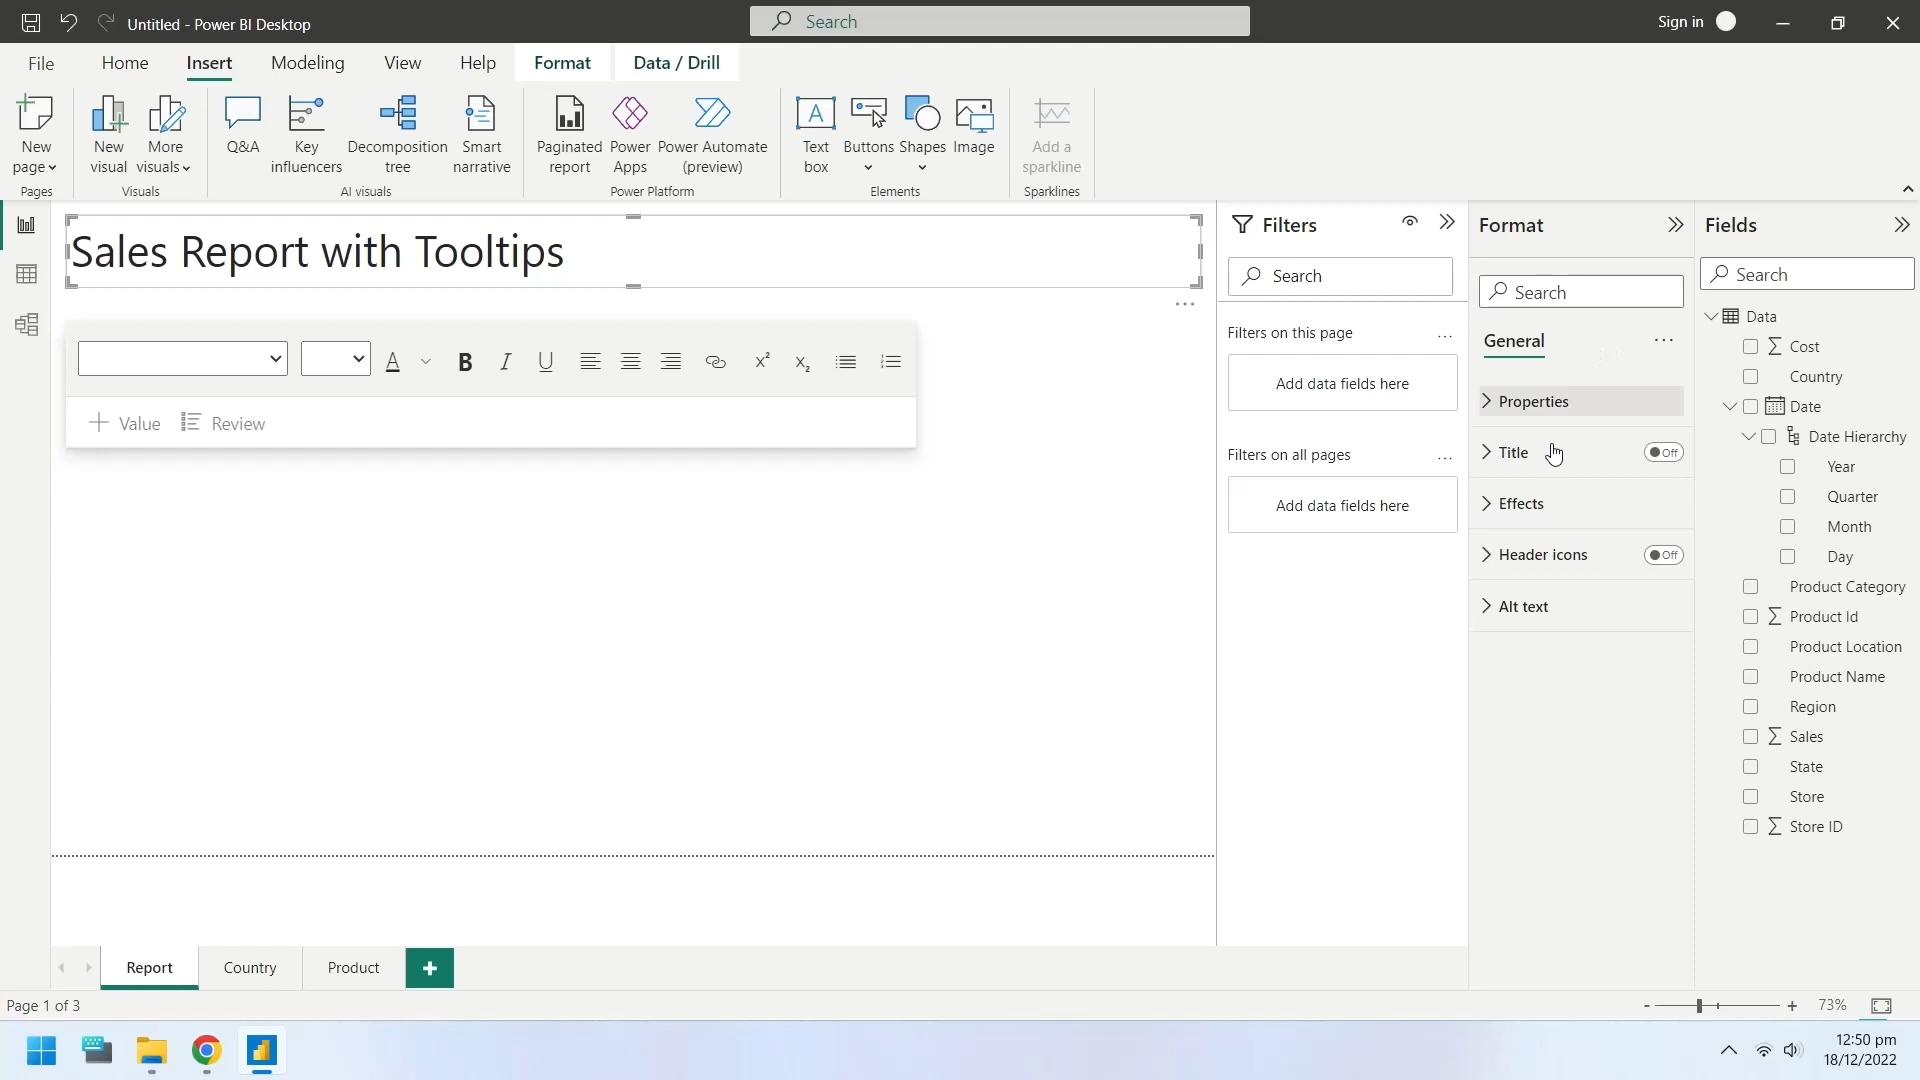 Untitled - Power BI Desktop
Search
Sign in
File
Home
Insert
Modeling
View
Help
Format
Data / Drill
New page
New visual
More visuals
Q&A
Key influencers
Decomposition tree
Smart narrative
Paginated report
Power Apps
Power Automate (preview)
Text box
Buttons
Shapes
Image
Add a sparkline
Pages
Visuals
AI visuals
Power Platform
Elements
Sparklines
Sales Report with Tooltips
A
B
I
U
x²
x₂
Value
Review
Filters
Search
Filters on this page
Add data fields here
Filters on all pages
Add data fields here
Format
Search
General
Properties
Title
Off
Effects
Header icons
Off
Alt text
Fields
Search
Data
Cost
Country
Date
Date Hierarchy
Year
Quarter
Month
Day
Product Category
Product Id
Product Location
Product Name
Region
Sales
State
Store
Store ID
Report
Country
Product
Page 1 of 3
- + 73%
12:50 pm
18/12/2022